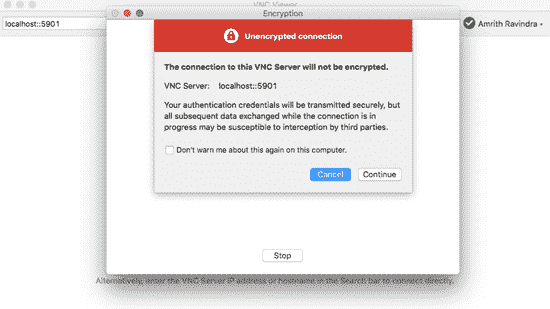 VNC Viewer
Encryption
localhost::5901
Amrith Ravindra
Unencrypted connection
The connection to this VNC Server will not be encrypted.
VNC Server: localhost::5901
Your authentication credentials will be transmitted securely, but
all subsequent data exchanged while the connection is in
progress may be susceptible to interception by third parties.
Don't warn me about this again on this computer.
Cancel Continue
Stop
Alternatively, enter the VNC Server IP address or hostname in the Search bar to connect directly.